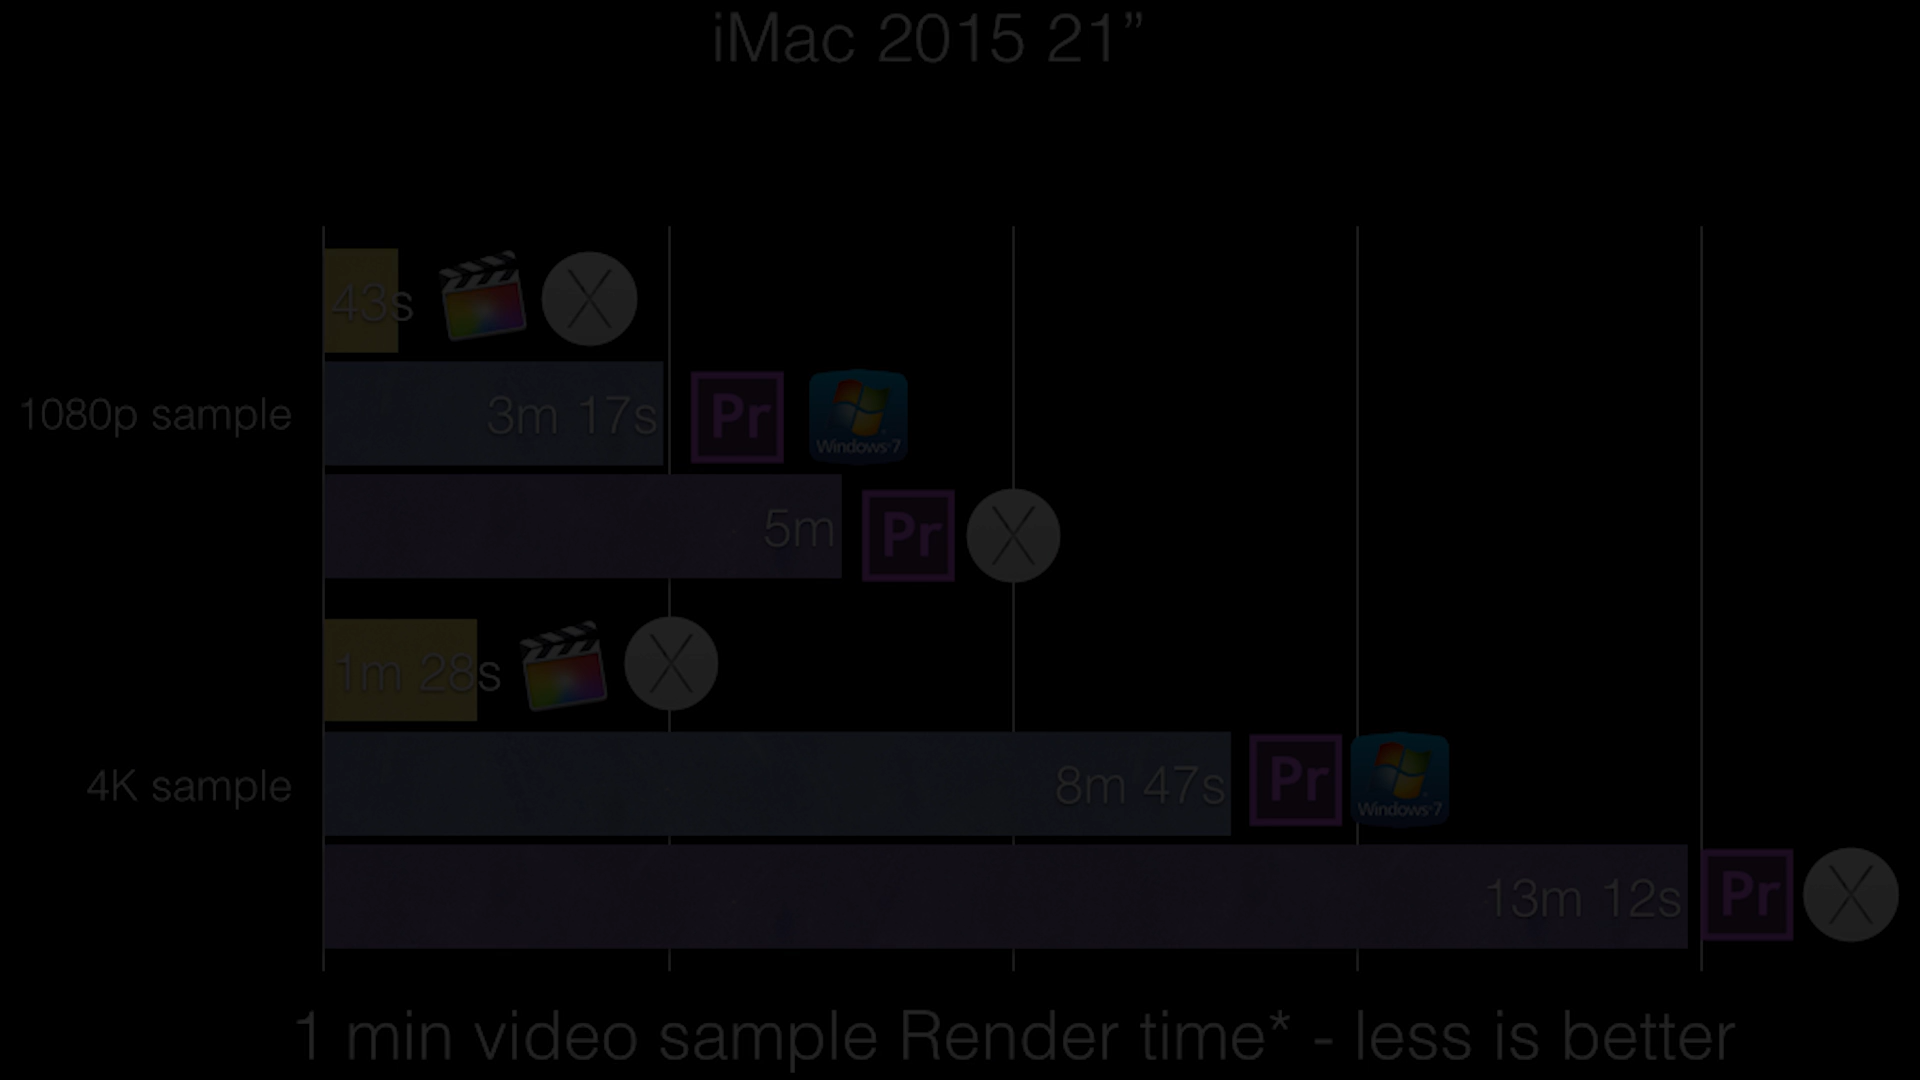 iMac 2015 21”
43s
1080p sample
3m 17s
Pr
Windows 7
5m
Pr
1m 28s
4K sample
8m 47s
Pr
Windows 7
13m 12s
Pr
1 min video sample Render time* - less is better